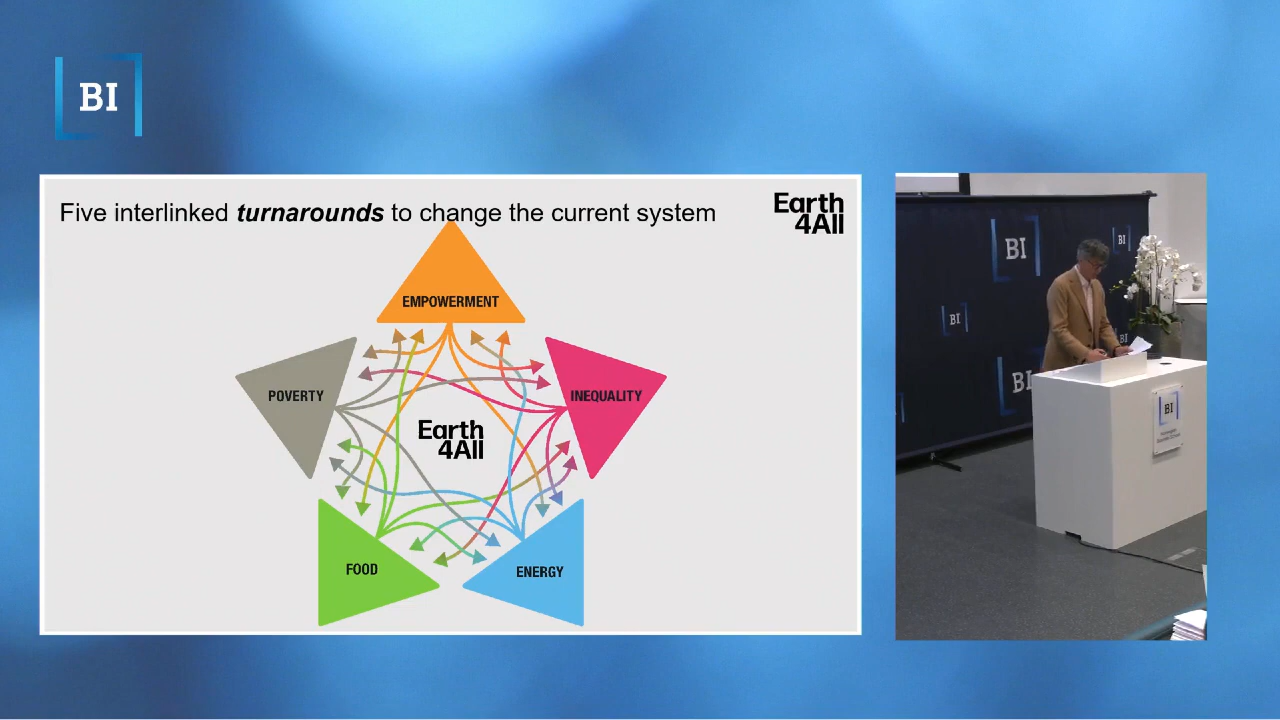 BI
Five interlinked turnarounds to change the current system
Earth
4All
EMPOWERMENT
POVERTY
INEQUALITY
Earth
4All
FOOD
ENERGY
BI
BI
BI
BI
BI
BI